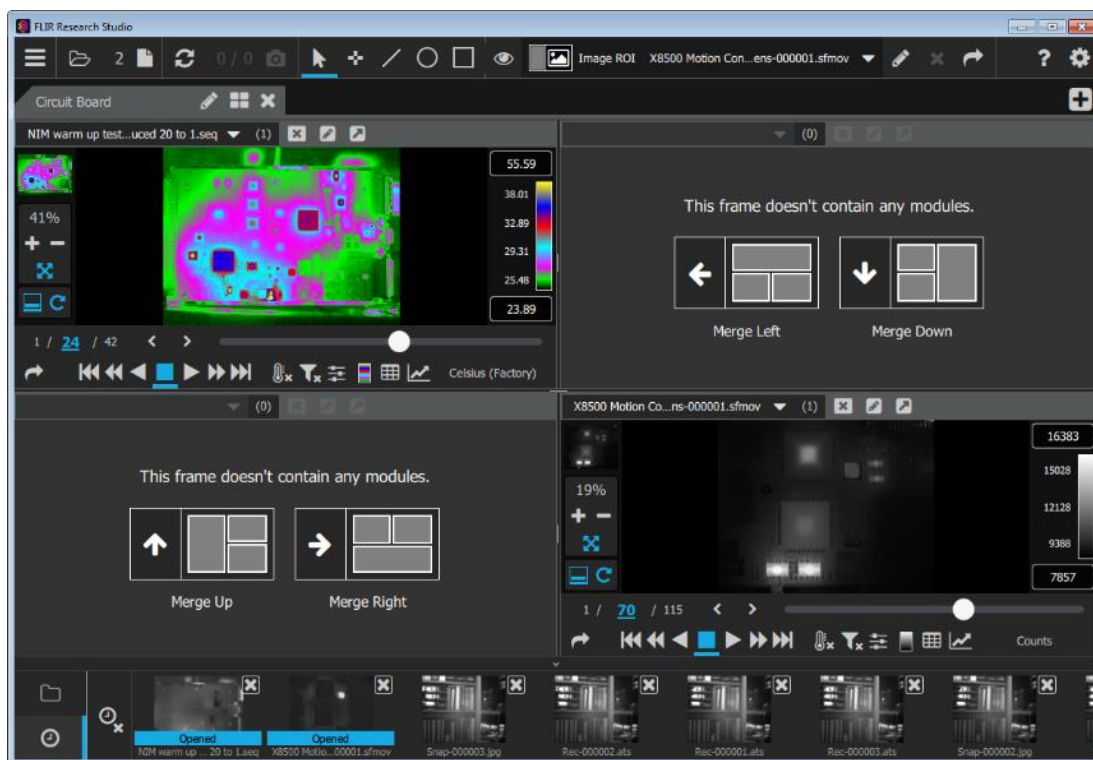 FLIR Research Studio
2
0 / 0
Image ROI X8500 Motion Con...ens-000001.sfmov
?
Circuit Board
NIM warm up test...uced 20 to 1.seq (1)
(0)
41%
55.59
38.01
32.89
29.31
25.48
23.89
1 / 24 / 42
Celsius (Factory)
This frame doesn't contain any modules.
Merge Left Merge Down
(0)
This frame doesn't contain any modules.
Merge Up Merge Right
X8500 Motion Co...ns-000001.sfmov (1)
19%
16383
15028
12128
9388
7857
1 / 70 / 115
Counts
Opened
NIM warm up ... 20 to 1.seq
Opened
X8500 Motio...00001.sfmov
Snap-000003.jpg
Rec-000002.ats
Rec-000001.ats
Rec-000003.ats
Snap-000002.jpg